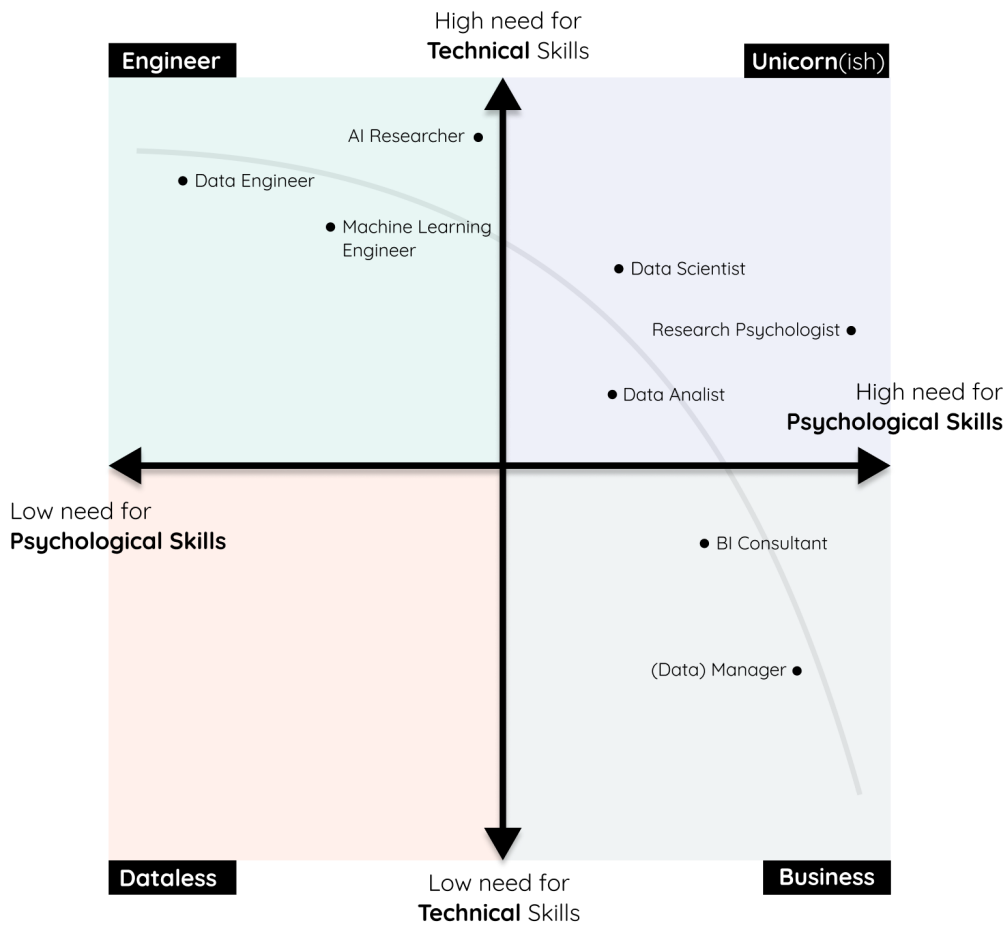 High need for
Technical Skills
Engineer
Unicorn(ish)
AI Researcher
Data Engineer
Machine Learning
Engineer
Data Scientist
Research Psychologist
Data Analist
High need for
Psychological Skills
Low need for
Psychological Skills
BI Consultant
(Data) Manager
Dataless
Low need for
Technical Skills
Business